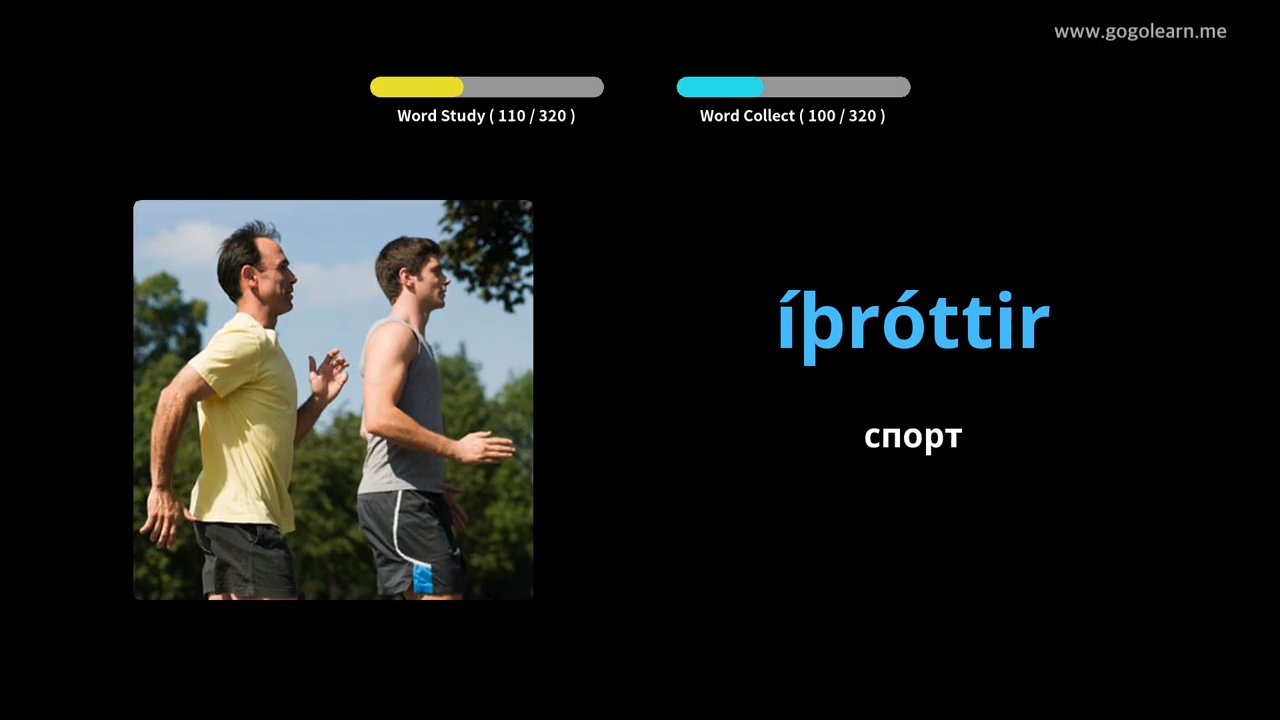 www.gogolearn.me
Word Study ( 110 / 320 )
Word Collect ( 100 / 320 )
íþróttir
спорт